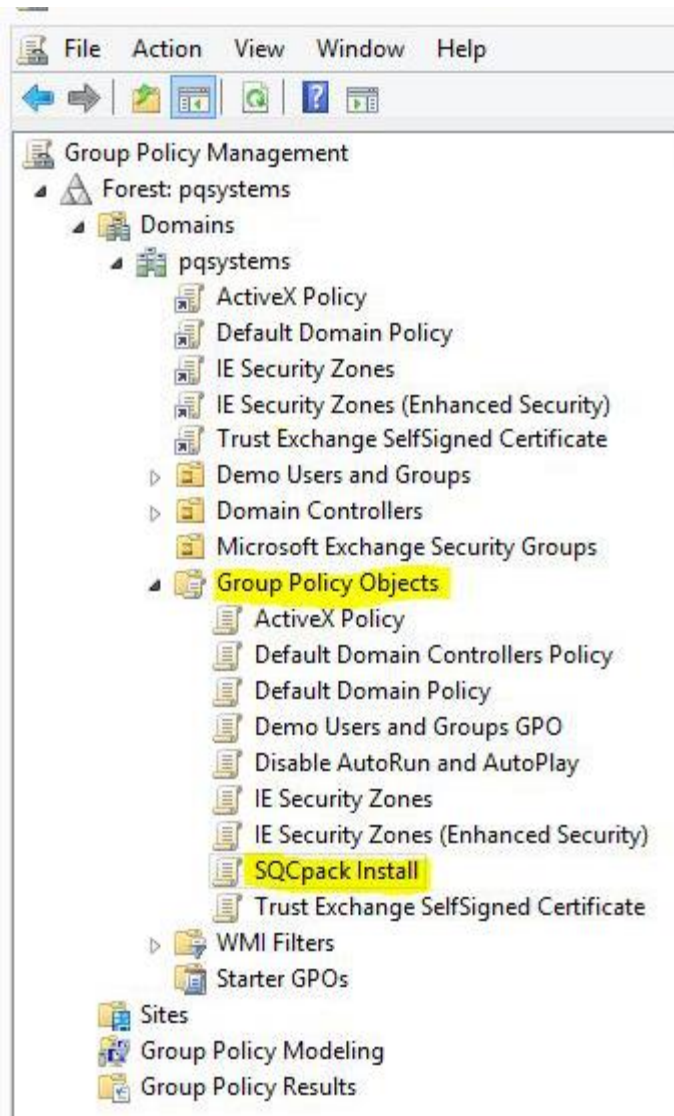 File Action View Window Help
Group Policy Management
Forest: pqsystems
Domains
pqsystems
ActiveX Policy
Default Domain Policy
IE Security Zones
IE Security Zones (Enhanced Security)
Trust Exchange SelfSigned Certificate
Demo Users and Groups
Domain Controllers
Microsoft Exchange Security Groups
Group Policy Objects
ActiveX Policy
Default Domain Controllers Policy
Default Domain Policy
Demo Users and Groups GPO
Disable AutoRun and AutoPlay
IE Security Zones
IE Security Zones (Enhanced Security)
SQCpack Install
Trust Exchange SelfSigned Certificate
WMI Filters
Starter GPOs
Sites
Group Policy Modeling
Group Policy Results